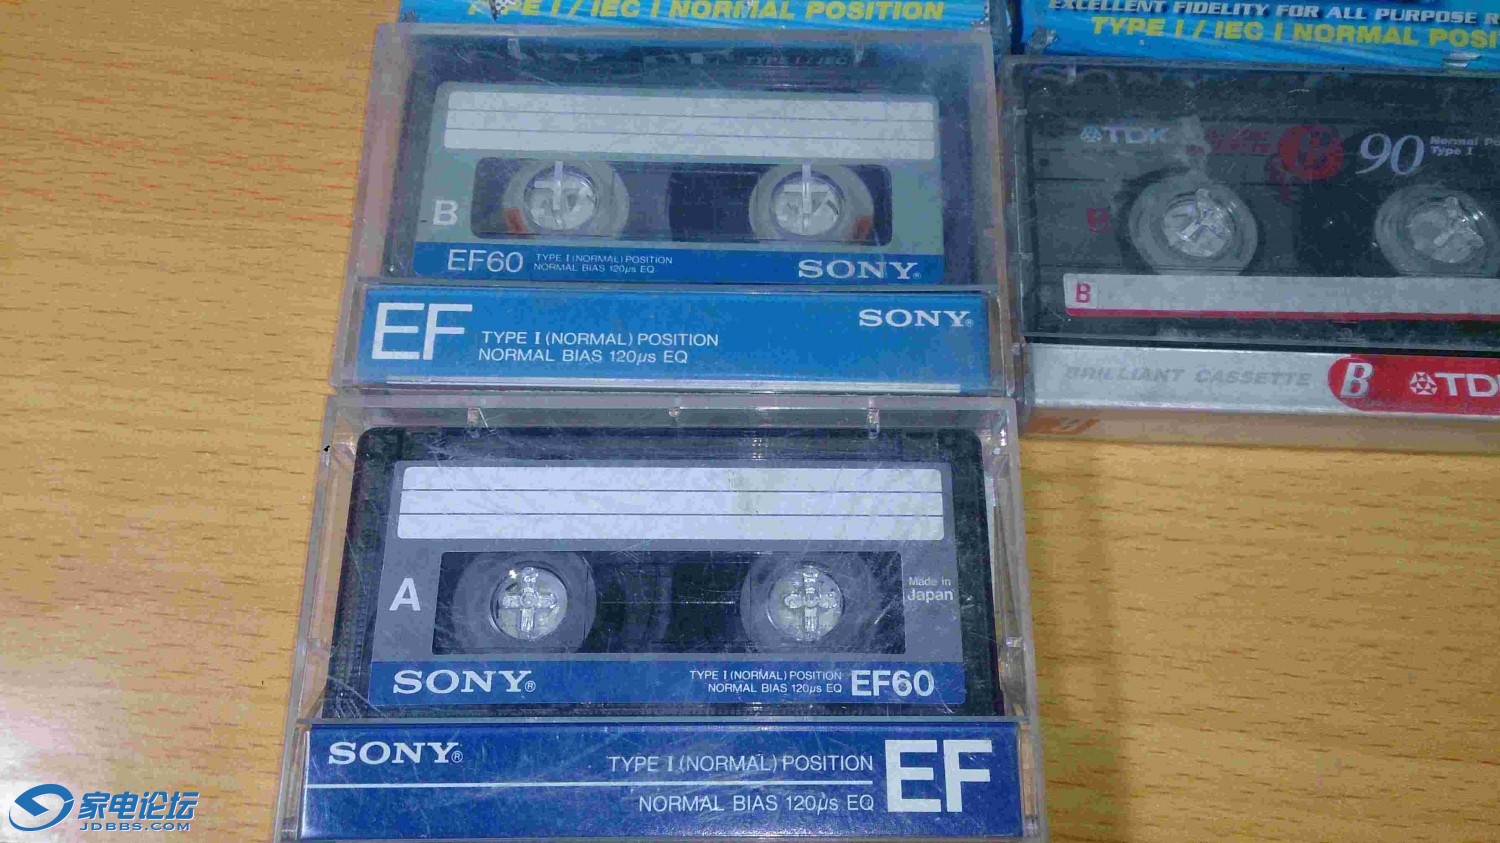 TYPE I / IEC I NORMAL POSITION
EXCELLENT FIDELITY FOR ALL PURPOSE
TYPE I / IEC I NORMAL
TYPE I / IEC
B
EF60 TYPE I (NORMAL) POSITION
NORMAL BIAS 120µs EQ
SONY®
EF TYPE I (NORMAL) POSITION
NORMAL BIAS 120µs EQ
SONY®
TDK
B 90 Normal
Type I
B
B
BRILLIANT CASSETTE B TDK
A
Made in
Japan
SONY® TYPE I (NORMAL) POSITION
NORMAL BIAS 120µs EQ EF60
SONY® TYPE I (NORMAL) POSITION EF
NORMAL BIAS 120µs EQ
家电论坛
JDBBS.COM